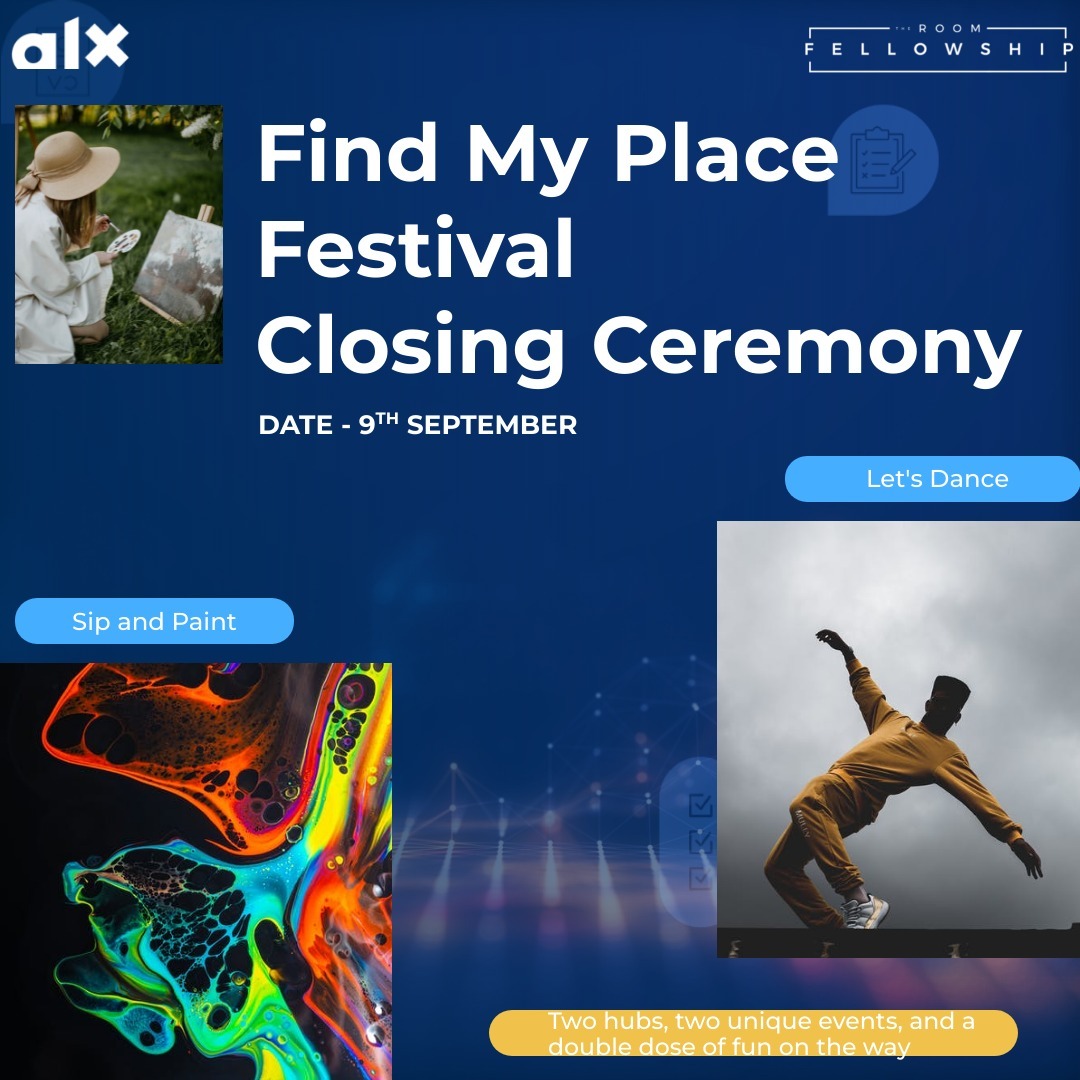 alx
THE ROOM
FELLOWSHIP
Find My Place
Festival
Closing Ceremony
DATE - 9TH SEPTEMBER
Let's Dance
Sip and Paint
Two hubs, two unique events, and a
double dose of fun on the way